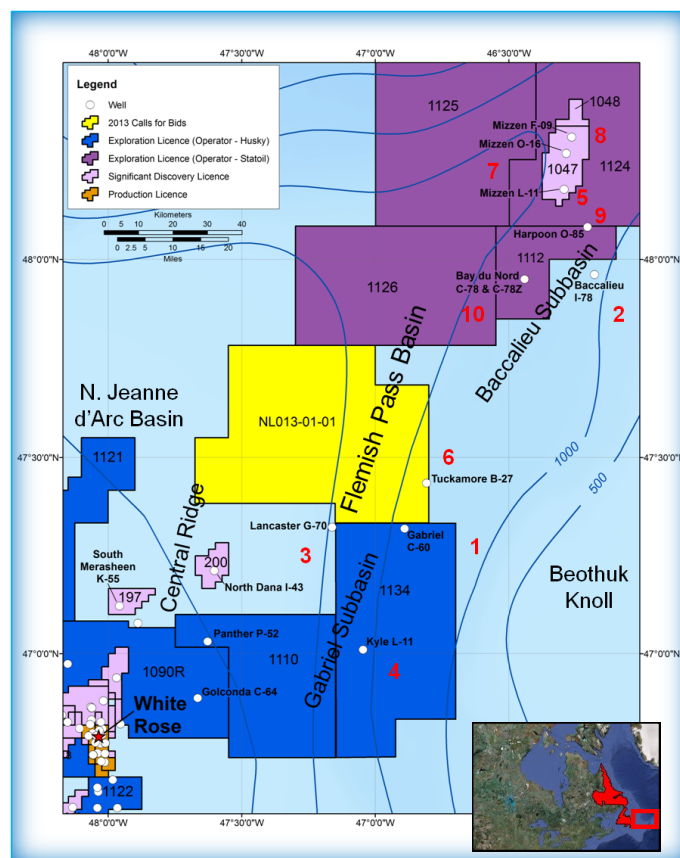 48°0'0"W
47°30'0"W
47°0'0"W
46°30'0"W
Legend
Well
2013 Calls for Bids
Exploration Licence (Operator - Husky)
Exploration Licence (Operator - Statoil)
Significant Discovery Licence
Production Licence
Kilometers
0 5 10 20 30 40
0 2.5 5 10 15 20
Miles
1125
1048
Mizzen F-09
8
Mizzen O-16
7
1047
1124
Mizzen L-11
5
9
Harpoon O-85
48°0'0"N
48°0'0"N
1112
Bay du Nord
C-78 & C-78Z
Baccalieu
I-78
1126
10
2
Baccalieu Subbasin
Flemish Pass Basin
N. Jeanne
d'Arc Basin
NL013-01-01
47°30'0"N
47°30'0"N
1121
6
1000
Tuckamore B-27
500
Central Ridge
Lancaster G-70
Gabriel
C-60
1
3
South
Merasheen
K-55
200
North Dana I-43
1134
Beothuk
Knoll
197
Gabriel Subbasin
Panther P-52
Kyle L-11
47°0'0"N
47°0'0"N
1090R
1110
4
Golconda C-64
White
Rose
1122
48°0'0"W
47°30'0"W
47°0'0"W